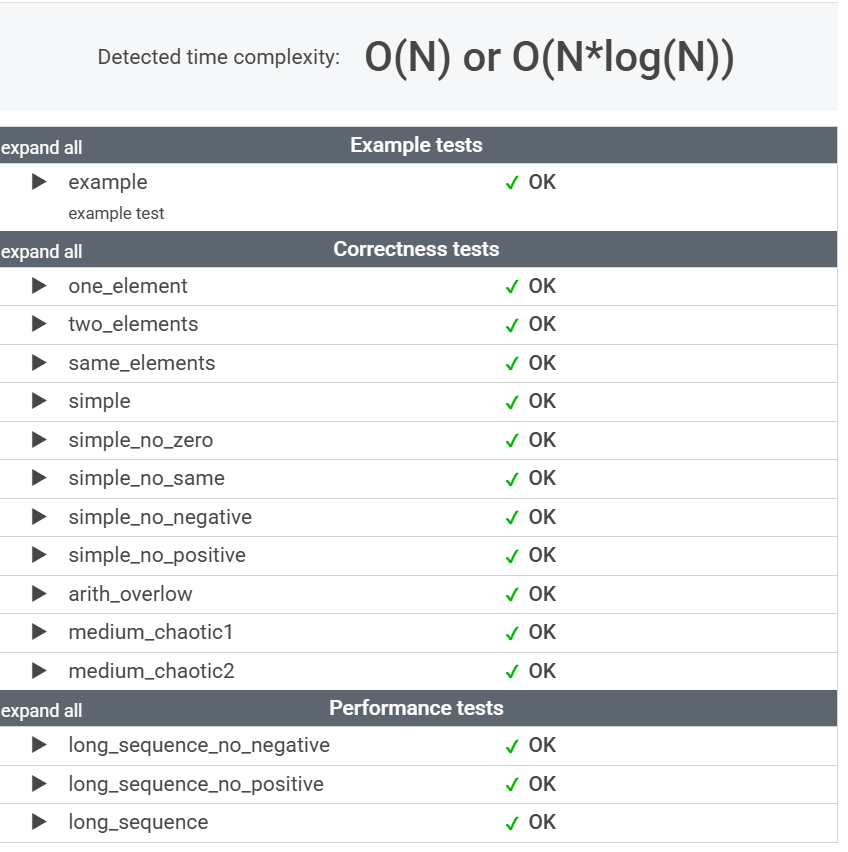 Detected time complexity: O(N) or O(N*log(N))
expand all Example tests
▶ example ✓ OK
example test
expand all Correctness tests
▶ one_element ✓ OK
▶ two_elements ✓ OK
▶ same_elements ✓ OK
▶ simple ✓ OK
▶ simple_no_zero ✓ OK
▶ simple_no_same ✓ OK
▶ simple_no_negative ✓ OK
▶ simple_no_positive ✓ OK
▶ arith_overlow ✓ OK
▶ medium_chaotic1 ✓ OK
▶ medium_chaotic2 ✓ OK
expand all Performance tests
▶ long_sequence_no_negative ✓ OK
▶ long_sequence_no_positive ✓ OK
▶ long_sequence ✓ OK